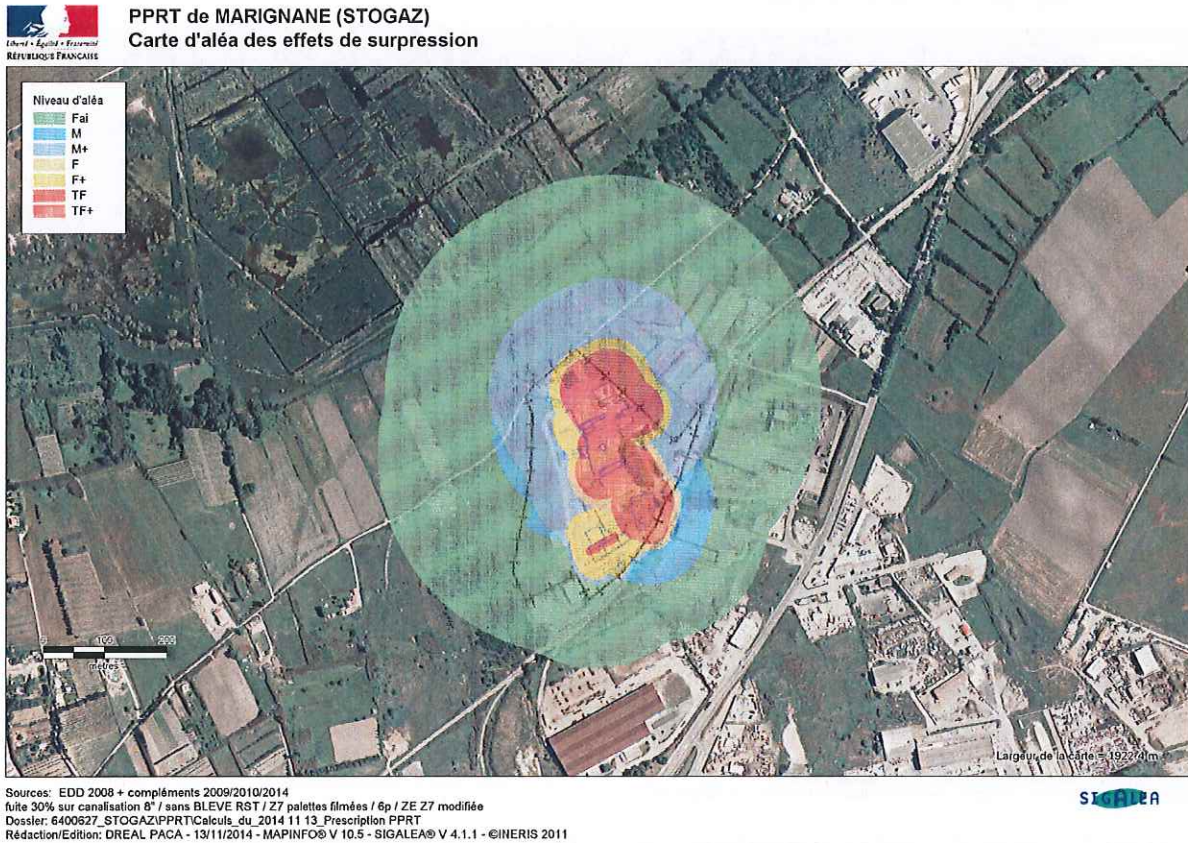 PPRT de MARIGNANE (STOGAZ)
Carte d'aléa des effets de surpression
Liberté • Égalité • Fraternité
RÉPUBLIQUE FRANÇAISE
Niveau d'aléa
Fai
M
M+
F
F+
TF
TF+
0 100 200
mètres
Largeur de la carte = 1922.4 m
Sources: EDD 2008 + compléments 2009/2010/2014
fuite 30% sur canalisation 8" / sans BLEVE RST / Z7 palettes filmées / 6p / ZE Z7 modifiée
Dossier: 6400627_STOGAZ\PPRT\Calculs_du_2014 11 13_Prescription PPRT
Rédaction/Edition: DREAL PACA - 13/11/2014 - MAPINFO® V 10.5 - SIGALEA® V 4.1.1 - ©INERIS 2011
SIGALEA